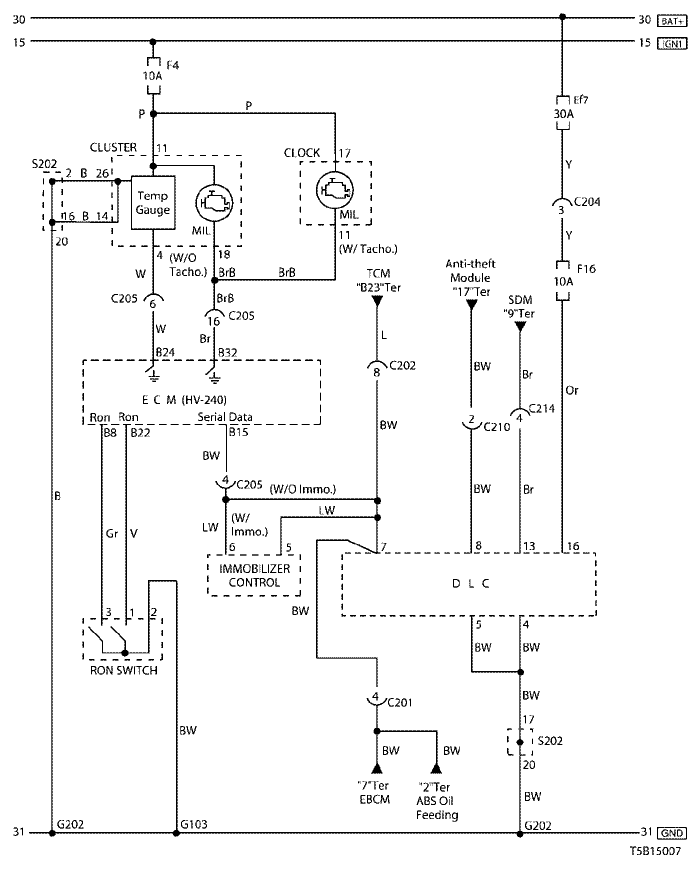 30
30 BAT+
15
15 IGN1
F4
10A
Ef7
30A
P
P
CLUSTER
11
CLOCK
17
S202
2 B 26
16 B 14
20
Temp
Gauge
MIL
MIL
Y
3
C204
Y
F16
10A
4
(W/O
Tacho.)
18
11
(W/ Tacho.)
BrB
BrB
W
C205
6
BrB
16
C205
W
Br
TCM
"B23"Ter
Anti-theft
Module
"17"Ter
SDM
"9"Ter
L
8
C202
BW
Br
Or
B24
B32
E C M (HV-240)
Ron Ron
Serial Data
B8
B22
B15
BW
2
C210
4
C214
BW
4
C205
(W/O Immo.)
BW
Br
B
Gr
V
LW
(W/
Immo.)
LW
6
5
7
8
13
16
IMMOBILIZER
CONTROL
D L C
BW
3
1
2
RON SWITCH
5
4
BW
BW
BW
4
C201
17
S202
20
BW
BW
BW
BW
"7"Ter
EBCM
"2"Ter
ABS Oil
Feeding
31
G202
G103
G202
31 GND
T5B15007